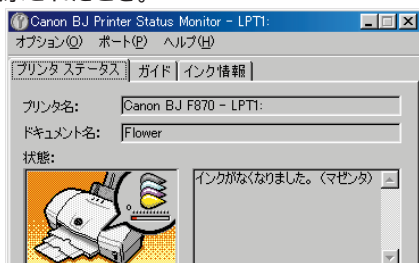 Canon BJ Printer Status Monitor - LPT1:
オプション(O) ポート(P) ヘルプ(H)
プリンタ ステータス ガイド インク情報
プリンタ名: Canon BJ F870 - LPT1:
ドキュメント名: Flower
状態:
インクがなくなりました。(マゼンタ)